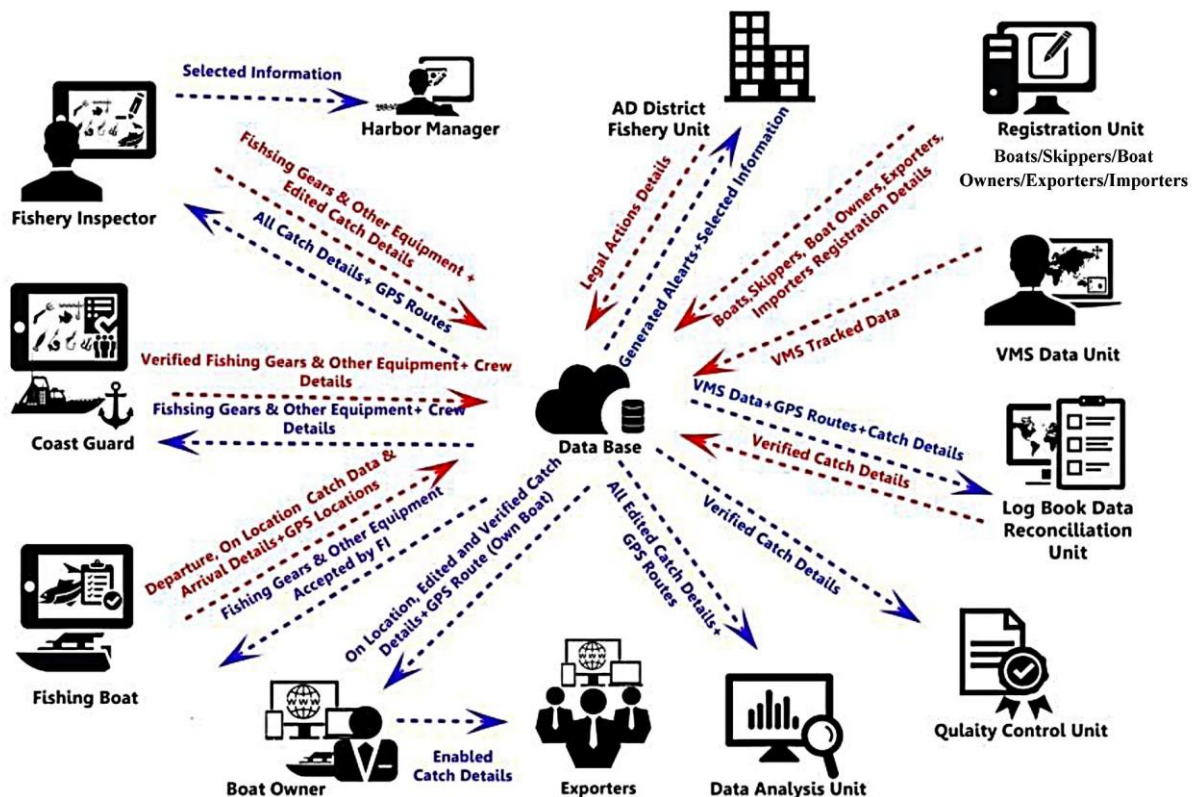 Selected Information
Harbor Manager
Fishery Inspector
Fishsing Gears & Other Equipment +
Edited Catch Details
All Catch Details+ GPS Routes
AD District
Fishery Unit
Legal Actions Details
Generated Alearts+Selected Information
Registration Unit
Boats/Skippers/Boat
Owners/Exporters/Importers
Boats,Skippers, Boat Owners,Exporters,
Importers Registration Details
VMS Tracked Data
VMS Data Unit
Verified Fishing Gears & Other Equipment+ Crew
Details
Fishsing Gears & Other Equipment+ Crew
Details
Coast Guard
Data Base
VMS Data+GPS Routes+Catch Details
Verified Catch Details
Log Book Data
Reconciliation
Unit
Departure, On Location Catch Data &
Arrival Details+GPS Locations
Fishing Gears & Other Equipment
Accepted by FI
Fishing Boat
On Location, Edited and Verified Catch
Details+GPS Route (Own Boat)
All Edited Catch Details+
GPS Routes
Verified Catch Details
Qulaity Control Unit
WWW
WWW
Enabled
Catch Details
Boat Owner
Exporters
Data Analysis Unit